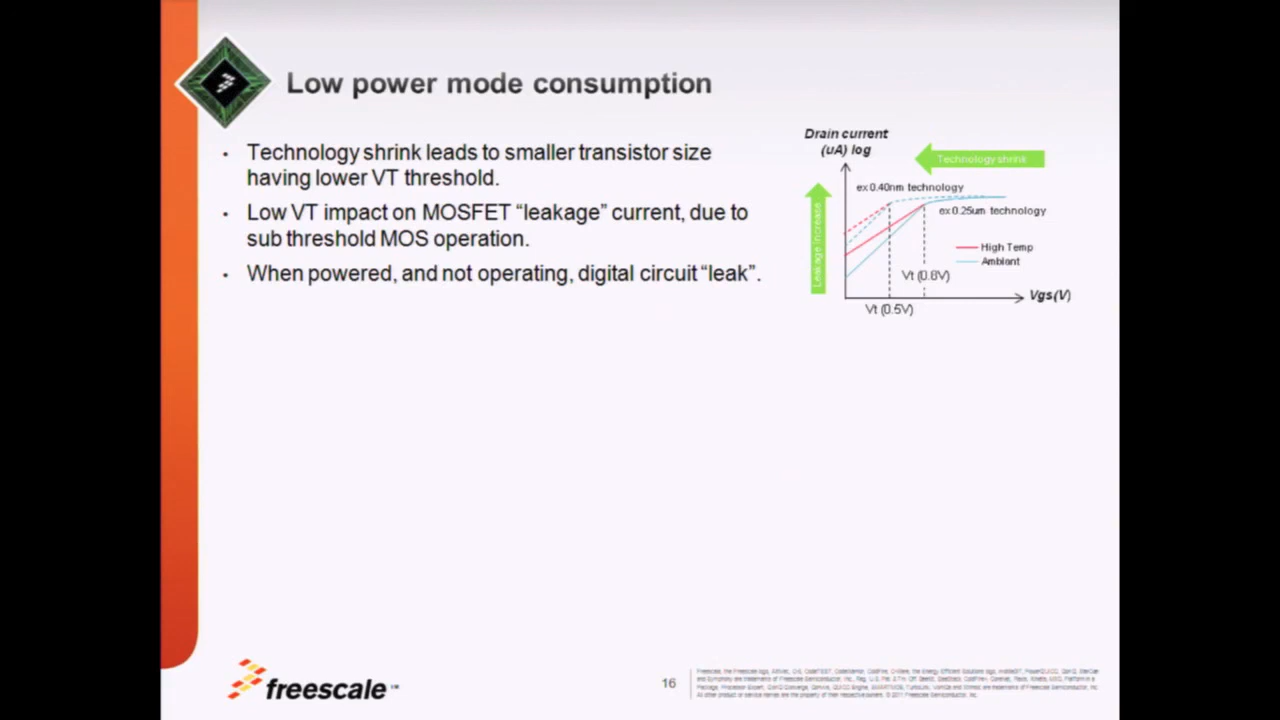 Low power mode consumption
• Technology shrink leads to smaller transistor size
having lower VT threshold.
• Low VT impact on MOSFET “leakage” current, due to
sub threshold MOS operation.
• When powered, and not operating, digital circuit “leak”.
Drain current
(uA) log
Technology shrink
ex 0.40nm technology
ex 0.25um technology
Leakage Increase
High Temp
Ambient
Vt (0.8V)
Vgs(V)
Vt (0.5V)
freescale™
16